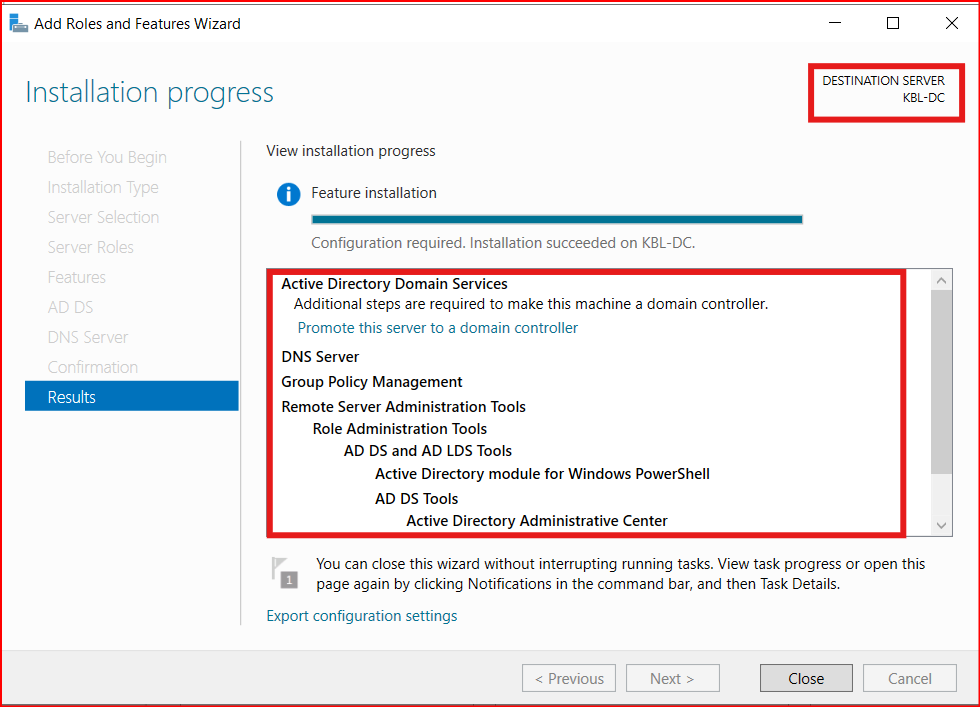 Add Roles and Features Wizard
Installation progress
DESTINATION SERVER
KBL-DC
Before You Begin
Installation Type
Server Selection
Server Roles
Features
AD DS
DNS Server
Confirmation
Results
View installation progress
Feature installation
Configuration required. Installation succeeded on KBL-DC.
Active Directory Domain Services
Additional steps are required to make this machine a domain controller.
Promote this server to a domain controller
DNS Server
Group Policy Management
Remote Server Administration Tools
Role Administration Tools
AD DS and AD LDS Tools
Active Directory module for Windows PowerShell
AD DS Tools
Active Directory Administrative Center
1
You can close this wizard without interrupting running tasks. View task progress or open this
page again by clicking Notifications in the command bar, and then Task Details.
Export configuration settings
< Previous
Next >
Close
Cancel